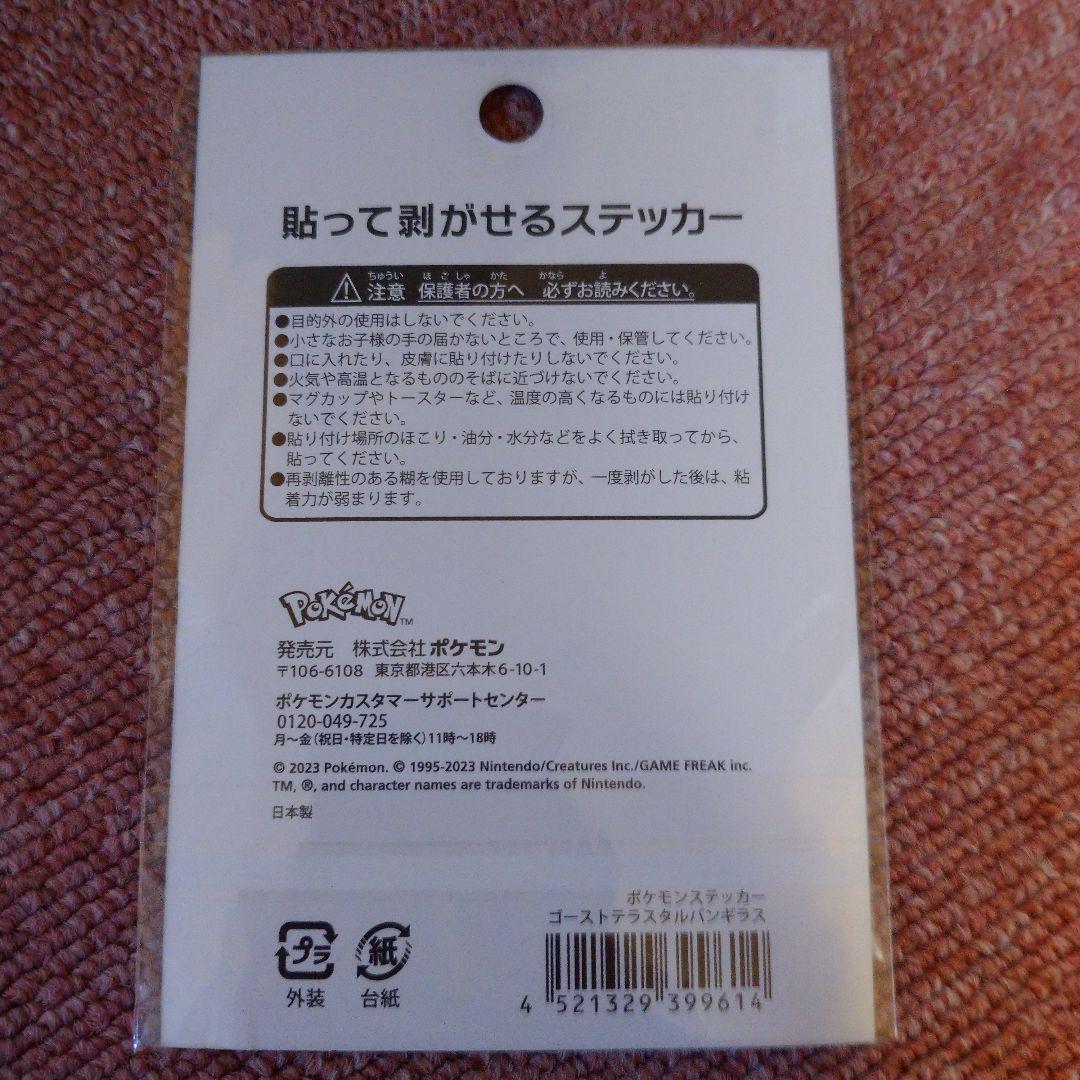 貼って剥がせるステッカー
ちゅうい ほごしゃ かた かなら よ
⚠注意 保護者の方へ 必ずお読みください。
●目的外の使用はしないでください。
●小さなお子様の手の届かないところで、使用・保管してください。
●口に入れたり、皮膚に貼り付けたりしないでください。
●火気や高温となるもののそばに近づけないでください。
●マグカップやトースターなど、温度の高くなるものには貼り付け
ないでください。
●貼り付け場所のほこり・油分・水分などをよく拭き取ってから、
貼ってください。
●再剥離性のある糊を使用しておりますが、一度剥がした後は、粘
着力が弱まります。
POKéMON™
発売元 株式会社ポケモン
〒106-6108 東京都港区六本木6-10-1
ポケモンカスタマーサポートセンター
0120-049-725
月～金(祝日・特定日を除く)11時～18時
© 2023 Pokémon. © 1995-2023 Nintendo/Creatures Inc./GAME FREAK inc.
TM, ®, and character names are trademarks of Nintendo.
日本製
ポケモンステッカー
ゴーストテラスタルバンギラス
プラ 紙
外装 台紙
4 521329 399614